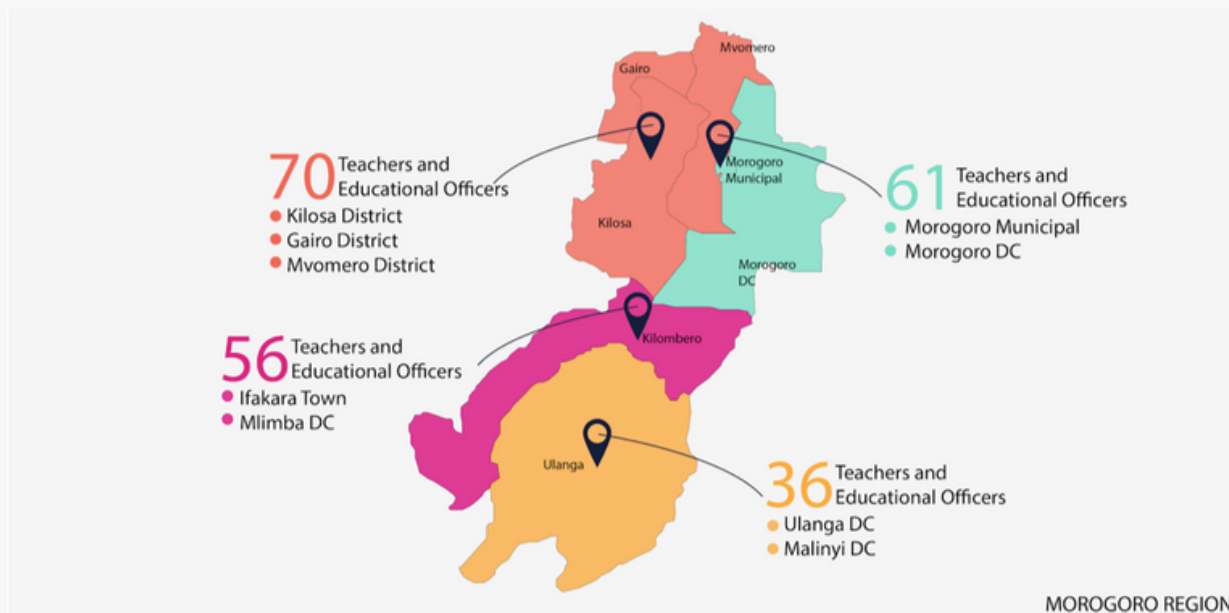 Mvomero
Gairo
Morogoro
Municipal
Kilosa
Morogoro
DC
Kilombero
Ulanga
70 Teachers and
Educational Officers
Kilosa District
Gairo District
Mvomero District
61 Teachers and
Educational Officers
Morogoro Municipal
Morogoro DC
56 Teachers and
Educational Officers
Ifakara Town
Mlimba DC
36 Teachers and
Educational Officers
Ulanga DC
Malinyi DC
MOROGORO REGION